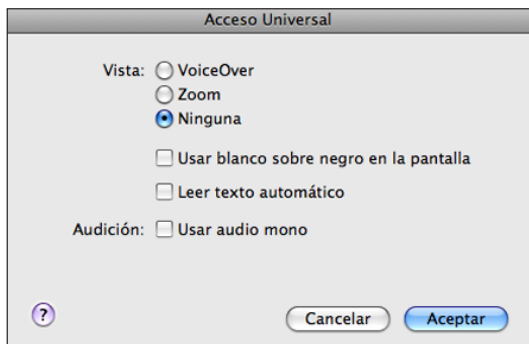 Acceso Universal
Vista: VoiceOver
Zoom
Ninguna
Usar blanco sobre negro en la pantalla
Leer texto automático
Audición: Usar audio mono
? Cancelar Aceptar